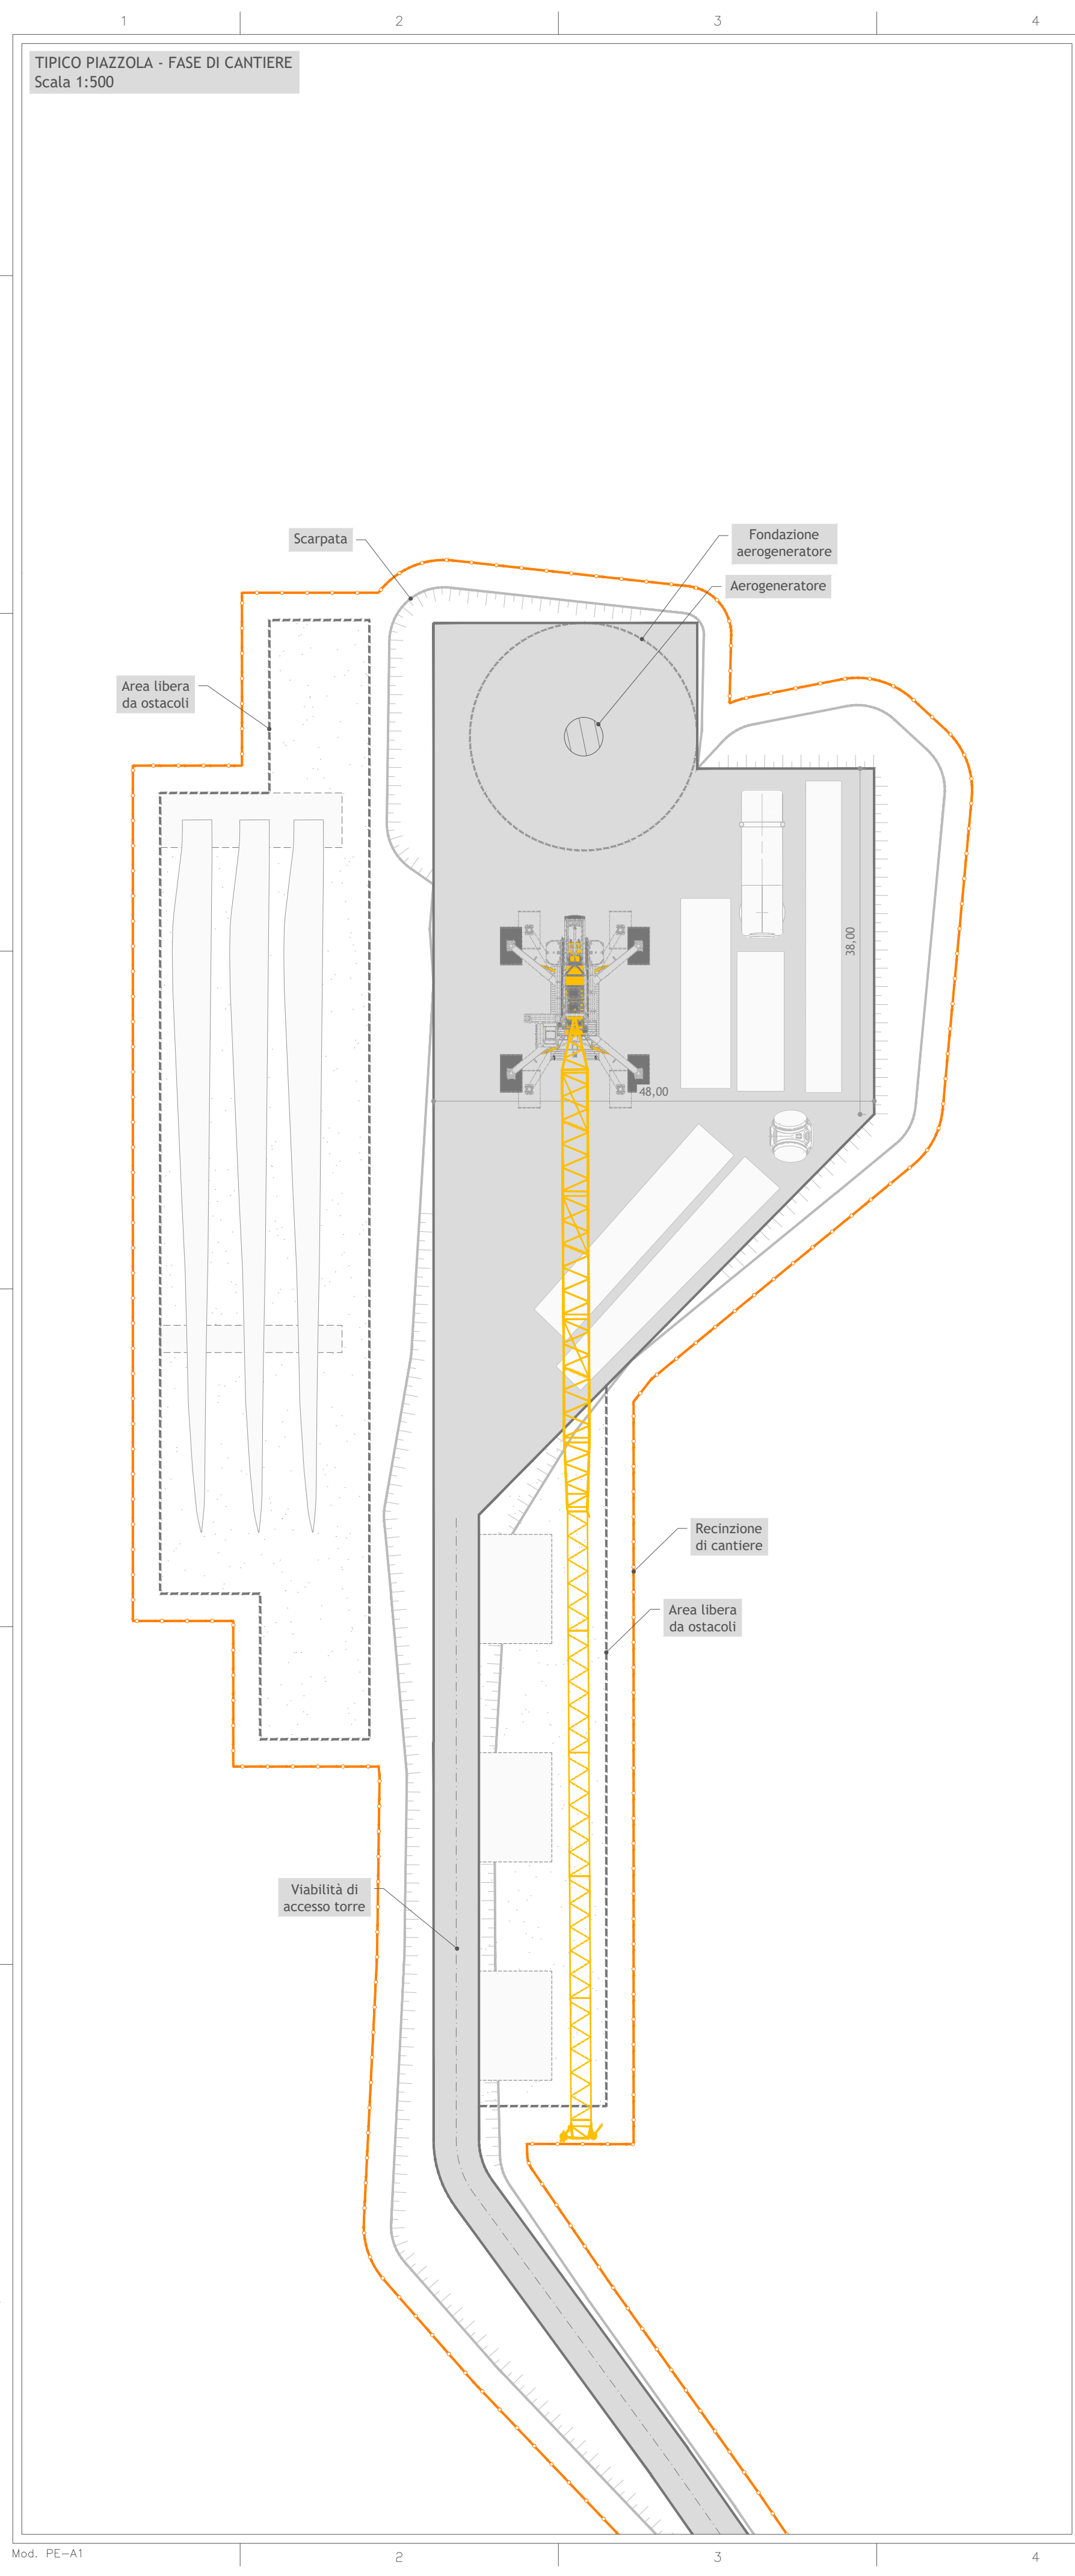 1
2
3
4
TIPICO PIAZZOLA - FASE DI CANTIERE
Scala 1:500
Scarpata
Fondazione
aerogeneratore
Aerogeneratore
Area libera
da ostacoli
38,00
48,00
Recinzione
di cantiere
Area libera
da ostacoli
Viabilità di
accesso torre
Mod. PE-A1
2
3
4